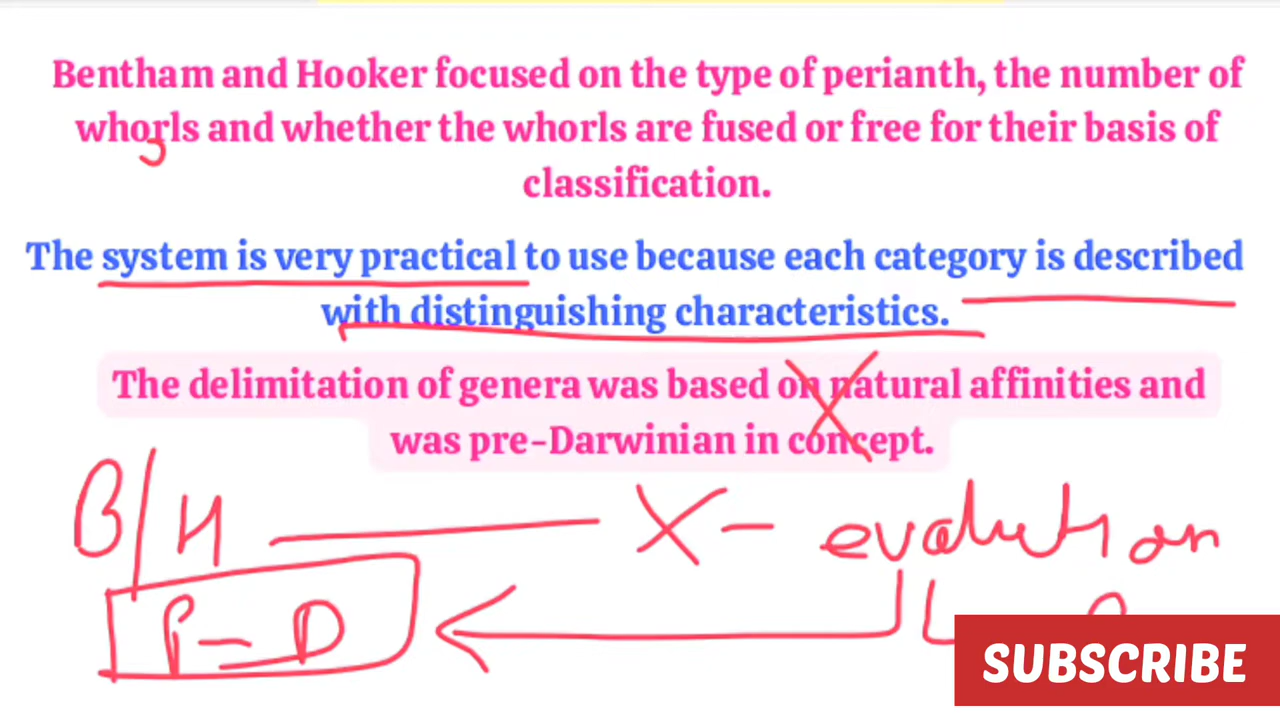 Bentham and Hooker focused on the type of perianth, the number of
whorls and whether the whorls are fused or free for their basis of
classification.
The system is very practical to use because each category is described
with distinguishing characteristics.
The delimitation of genera was based on natural affinities and
was pre-Darwinian in concept.
B/H X - evolution
P-D
SUBSCRIBE